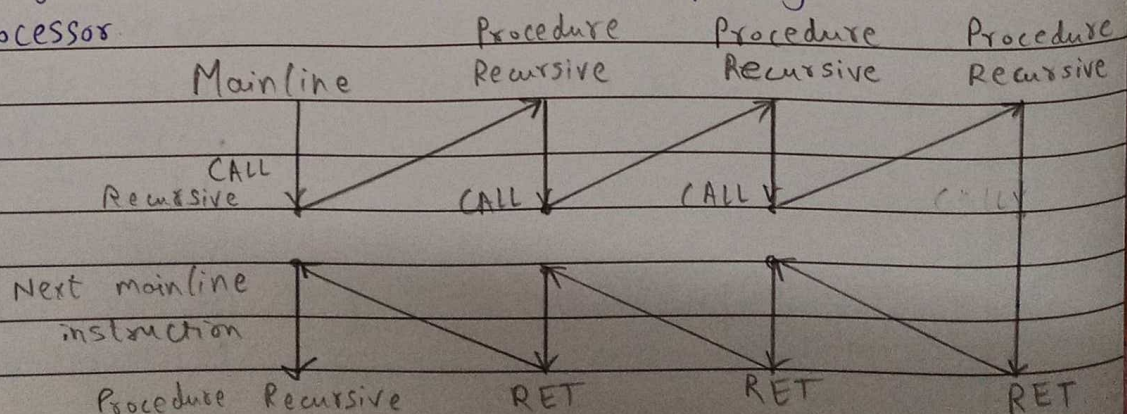 ocessor
Procedure Procedure Procedure
Mainline Recursive Recursive Recursive
CALL
Recursive CALL CALL CALL
Next mainline
instruction
Procedure Recursive RET RET RET